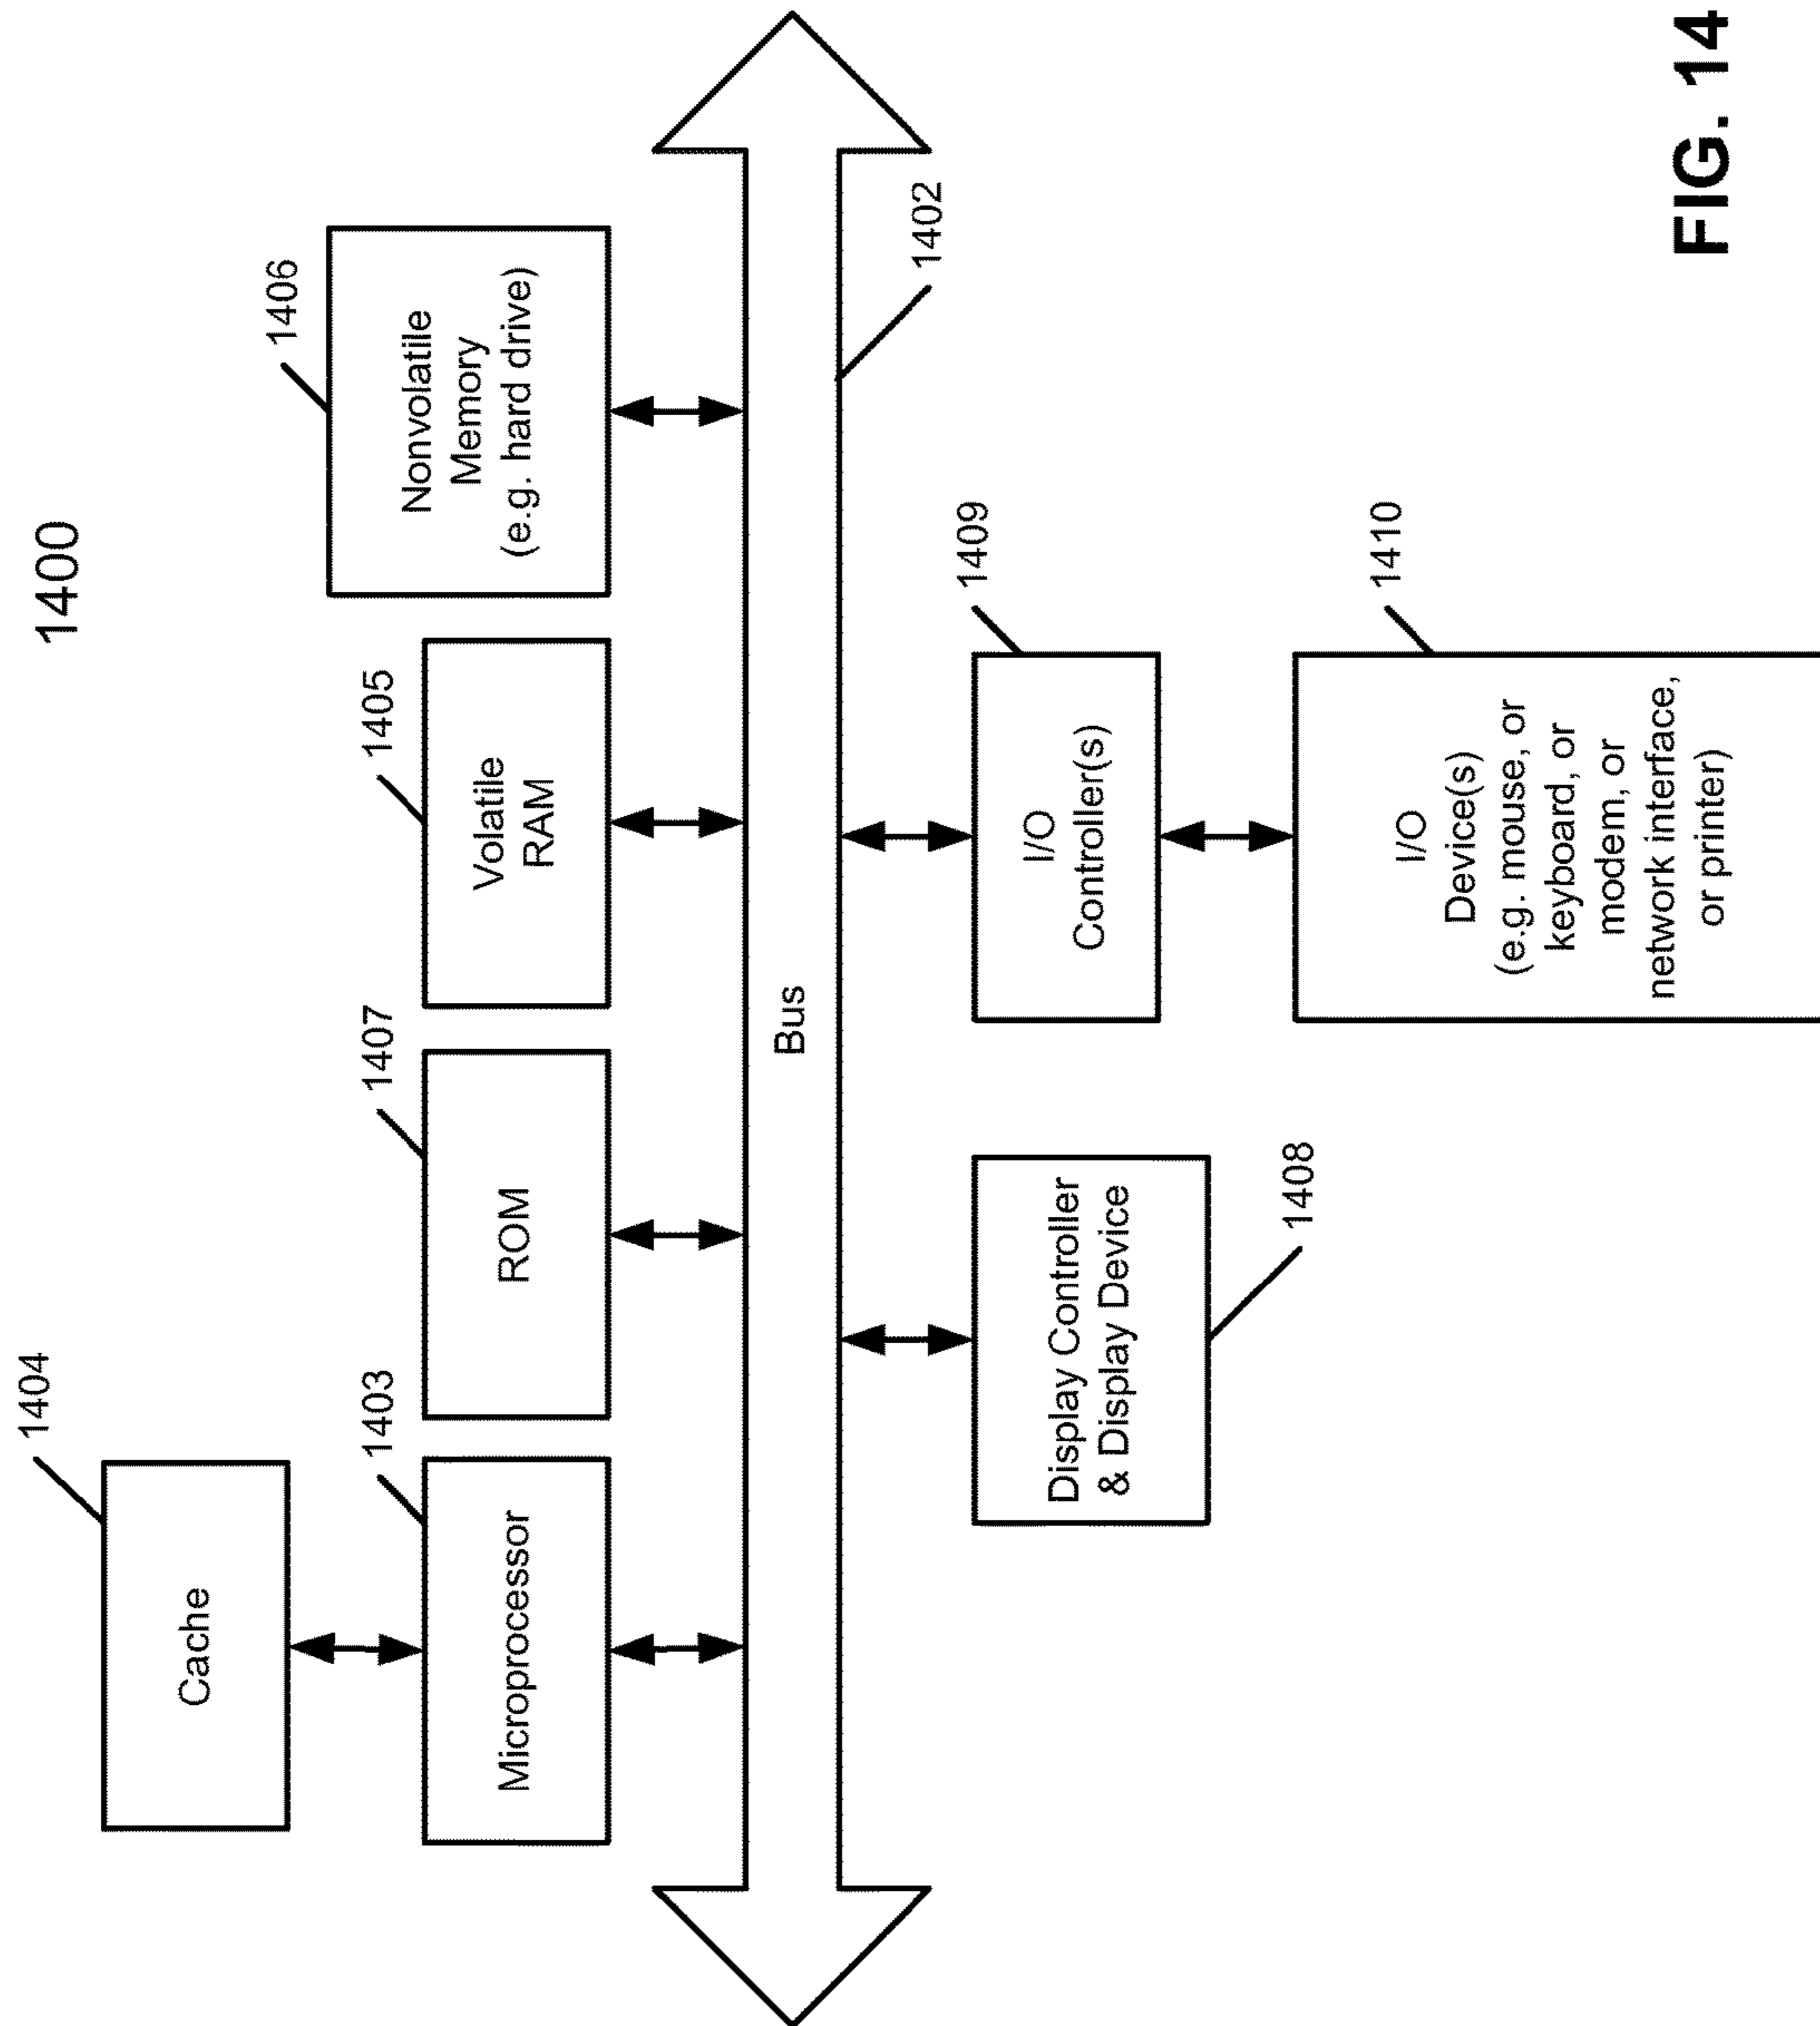 1400
1404
Cache
1403
1407
1405
1406
Microprocessor
ROM
Volatile
RAM
Nonvolatile
Memory
(e.g. hard drive)
Bus
1402
Display Controller
& Display Device
1408
I/O
Controller(s)
1409
I/O
Device(s)
(e.g. mouse, or
keyboard, or
modem, or
network interface,
or printer)
1410
FIG. 14